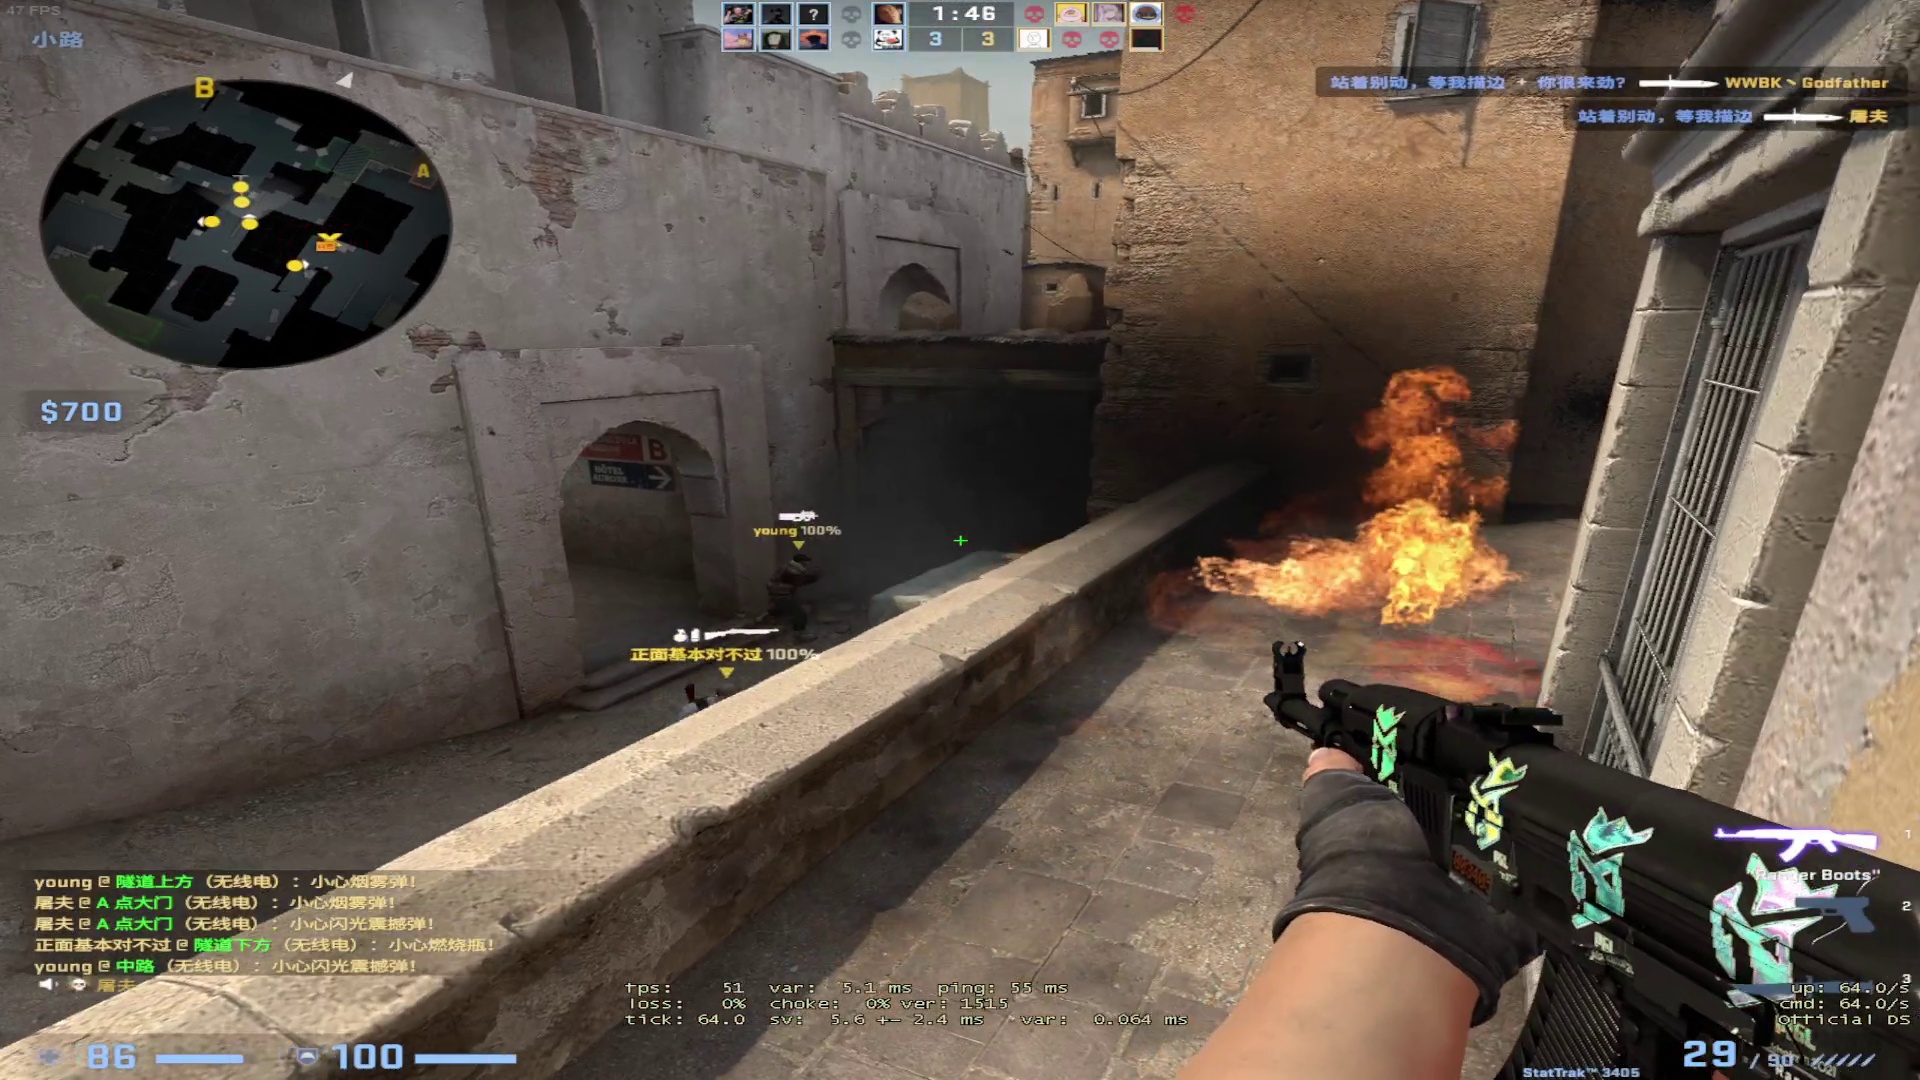 47 FPS
小路
1:46
3 3
?
B
A
站着别动，等我描边 + 你很来劲? WWBK丶Godfather
站着别动，等我描边 屠夫
$700
B
HÔTEL
AURORE
young 100%
正面基本对不过 100%
young @ 隧道上方（无线电）：小心烟雾弹!
屠夫 @ A 点大门（无线电）：小心烟雾弹!
屠夫 @ A 点大门（无线电）：小心闪光震撼弹!
正面基本对不过 @ 隧道下方（无线电）：小心燃烧瓶!
young @ 中路（无线电）：小心闪光震撼弹!
屠夫
fps: 51 var: 5.1 ms ping: 55 ms
loss: 0% choke: 0% ver: 1515
tick: 64.0 sv: 5.6 +- 2.4 ms var: 0.064 ms
1
Boots"
2
3
up: 64.0/s
cmd: 64.0/s
Official DS
86 100
29 / 90
StatTrak™ 3405
2021